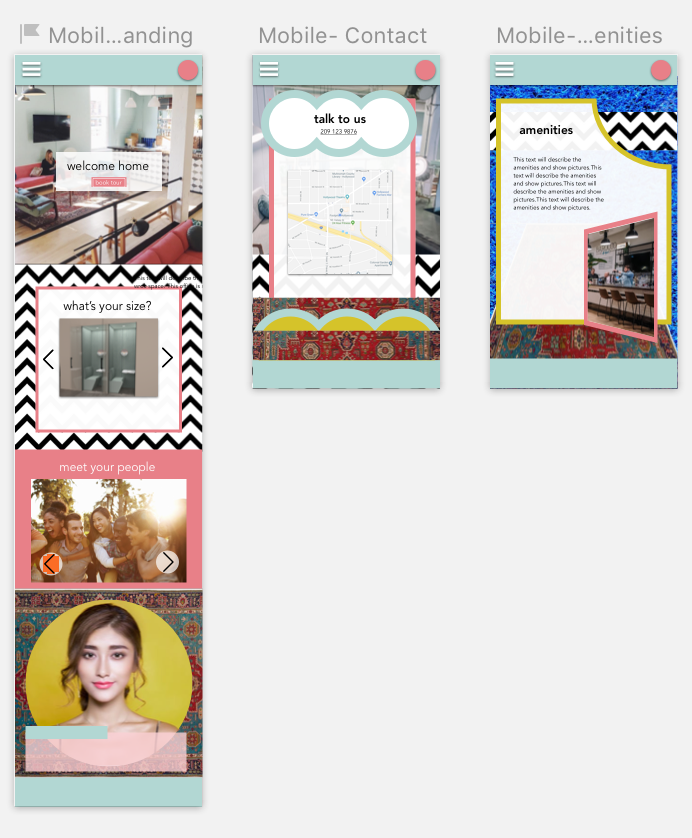 Mobil...anding
Mobile- Contact
Mobile-...enities
welcome home
book tour
what's your size?
meet your people
talk to us
209 123 9876
amenities
This text will describe the
amenities and show pictures.This
text will describe the amenities
and show pictures.This text will
describe the amenities and show
pictures.This text will describe the
amenities and show pictures.